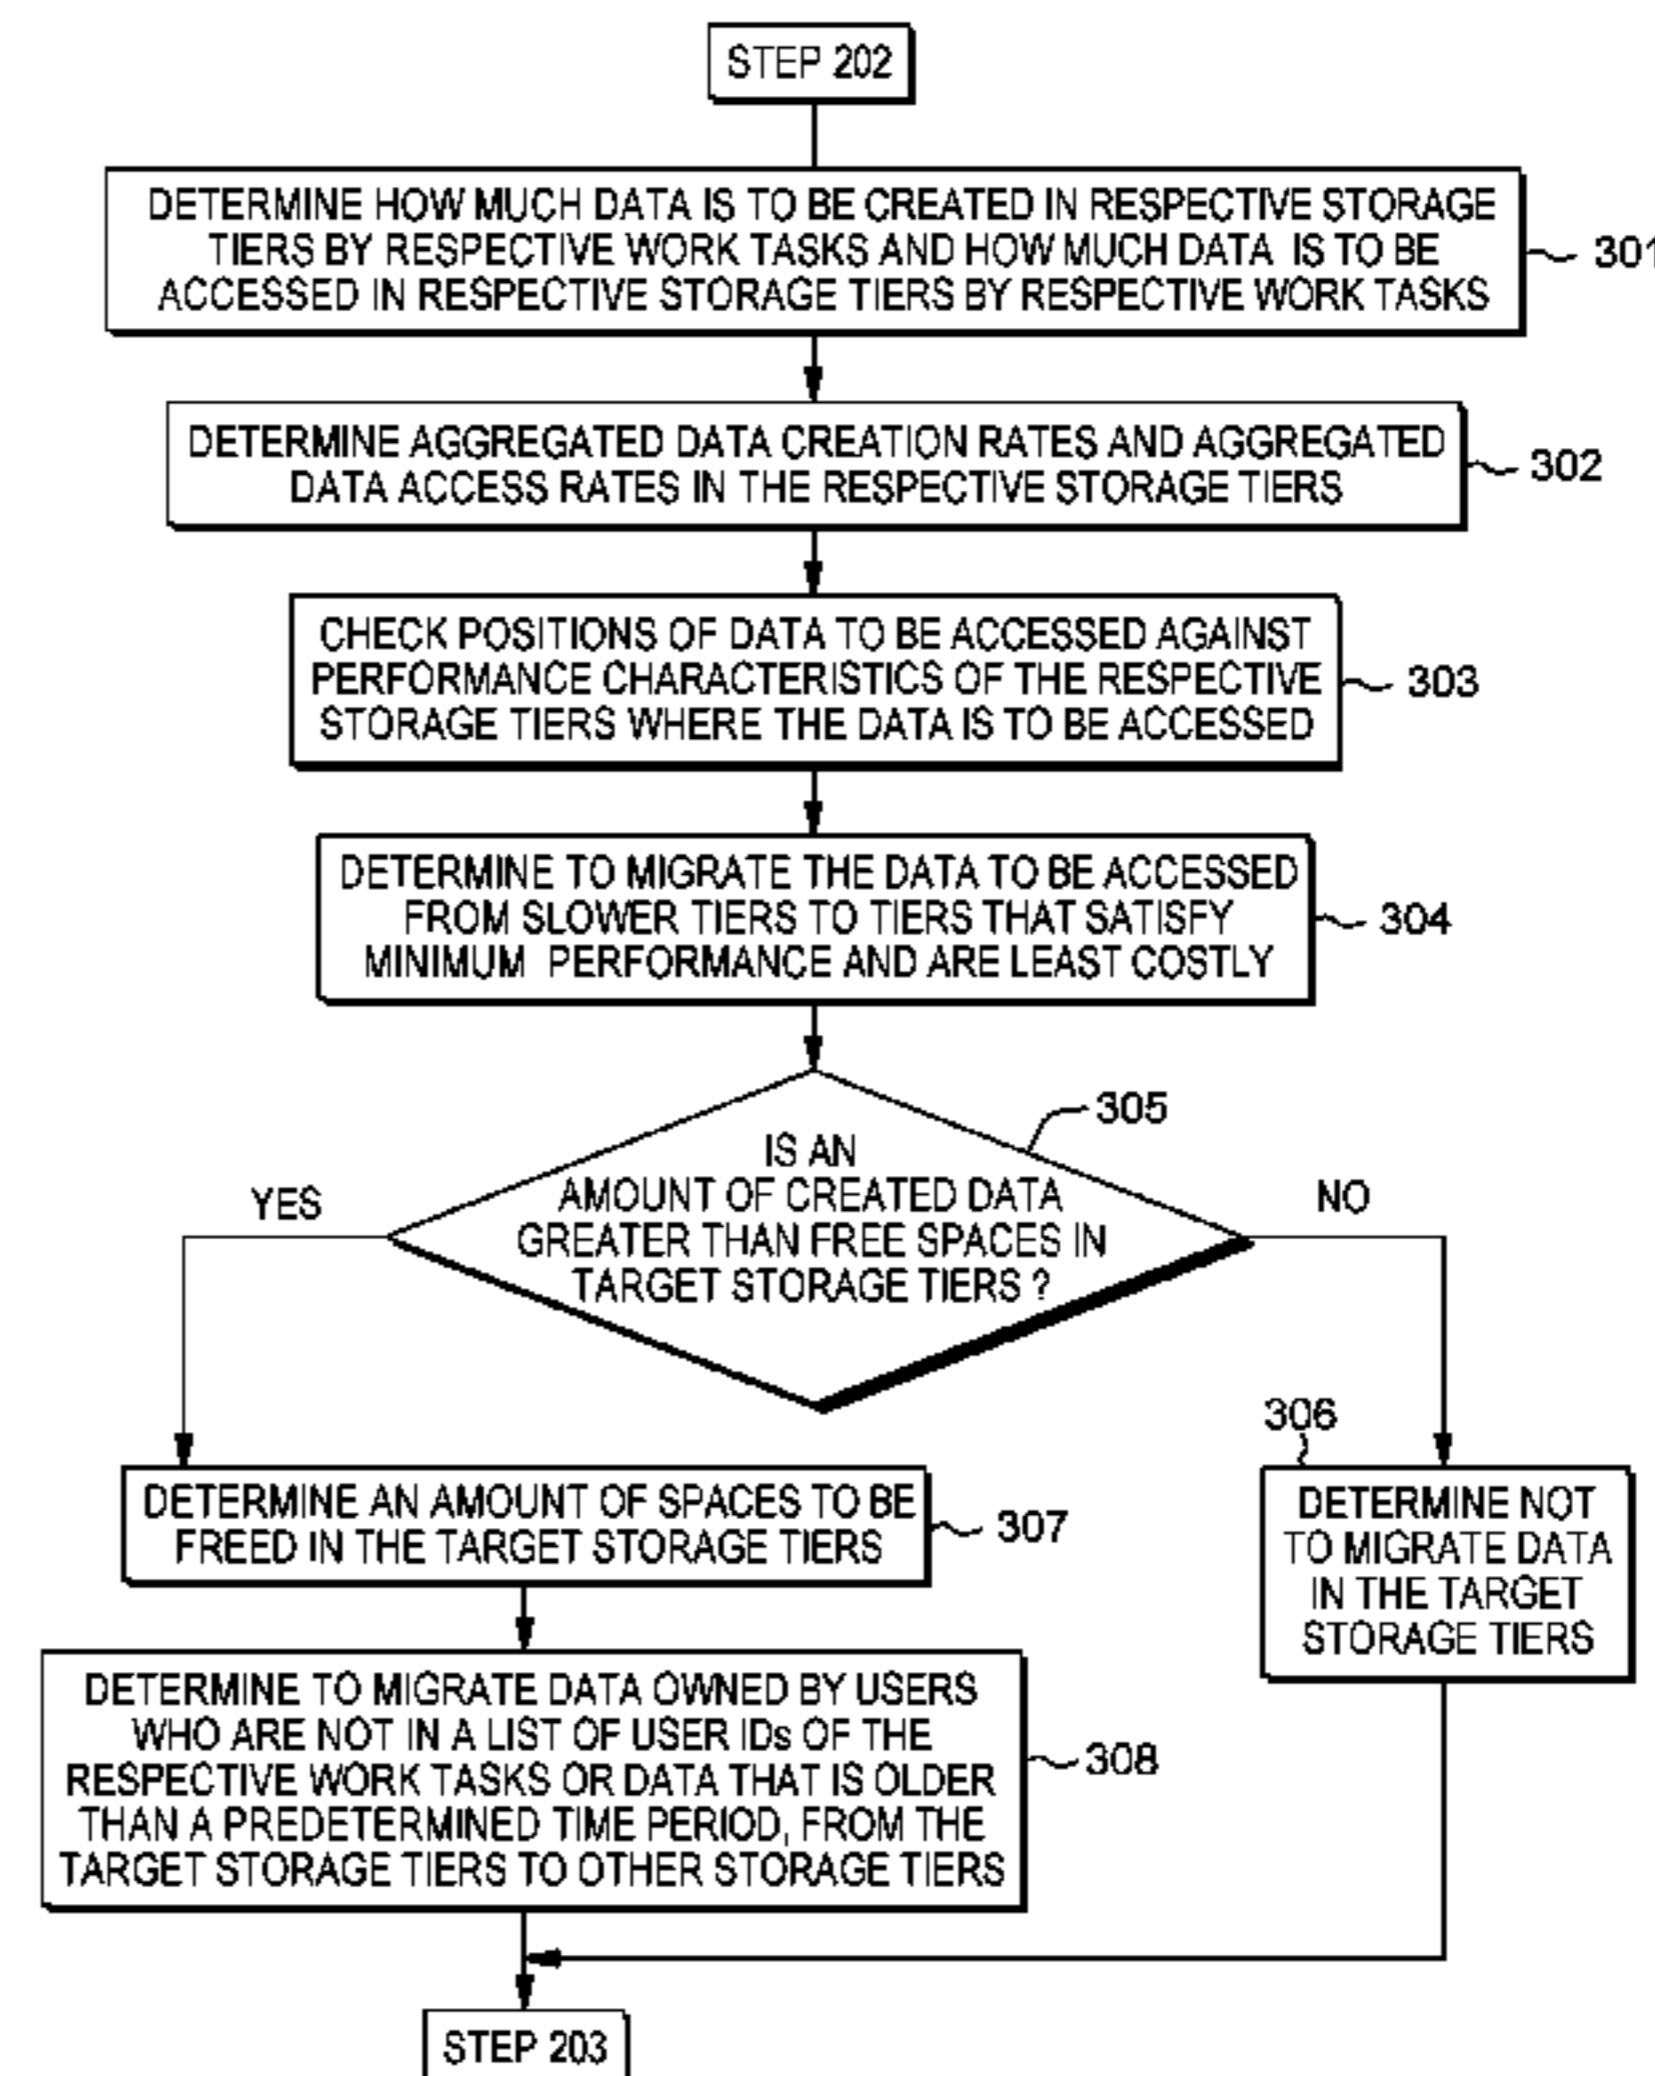 STEP 202
DETERMINE HOW MUCH DATA IS TO BE CREATED IN RESPECTIVE STORAGE
TIERS BY RESPECTIVE WORK TASKS AND HOW MUCH DATA IS TO BE
ACCESSED IN RESPECTIVE STORAGE TIERS BY RESPECTIVE WORK TASKS
301
DETERMINE AGGREGATED DATA CREATION RATES AND AGGREGATED
DATA ACCESS RATES IN THE RESPECTIVE STORAGE TIERS
302
CHECK POSITIONS OF DATA TO BE ACCESSED AGAINST
PERFORMANCE CHARACTERISTICS OF THE RESPECTIVE
STORAGE TIERS WHERE THE DATA IS TO BE ACCESSED
303
DETERMINE TO MIGRATE THE DATA TO BE ACCESSED
FROM SLOWER TIERS TO TIERS THAT SATISFY
MINIMUM PERFORMANCE AND ARE LEAST COSTLY
304
305
IS AN
AMOUNT OF CREATED DATA
GREATER THAN FREE SPACES IN
TARGET STORAGE TIERS ?
YES
NO
306
DETERMINE NOT
TO MIGRATE DATA
IN THE TARGET
STORAGE TIERS
DETERMINE AN AMOUNT OF SPACES TO BE
FREED IN THE TARGET STORAGE TIERS
307
DETERMINE TO MIGRATE DATA OWNED BY USERS
WHO ARE NOT IN A LIST OF USER IDs OF THE
RESPECTIVE WORK TASKS OR DATA THAT IS OLDER
THAN A PREDETERMINED TIME PERIOD, FROM THE
TARGET STORAGE TIERS TO OTHER STORAGE TIERS
308
STEP 203